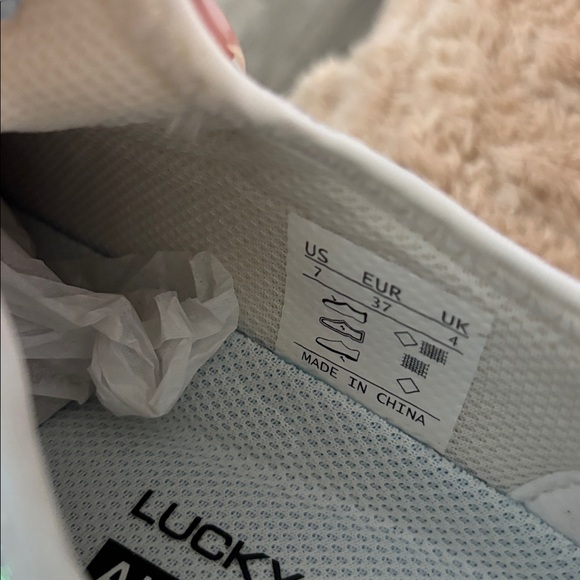 US EUR UK
7 37 4
MADE IN CHINA
LUCKY